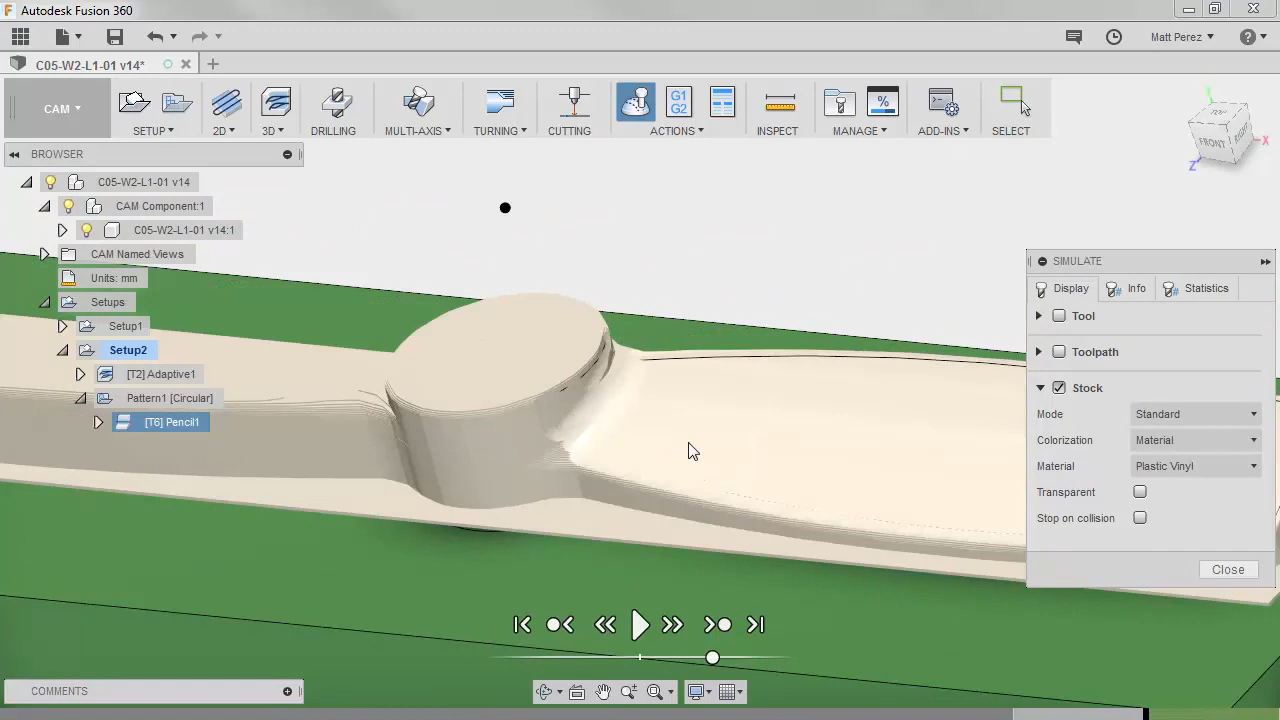 Autodesk Fusion 360
Matt Perez
C05-W2-L1-01 v14*
CAM
G1
G2
%
SETUP
2D
3D
DRILLING
MULTI-AXIS
TURNING
CUTTING
ACTIONS
INSPECT
MANAGE
ADD-INS
SELECT
TOP
FRONT
RIGHT
Y
X
Z
BROWSER
C05-W2-L1-01 v14
CAM Component:1
C05-W2-L1-01 v14:1
CAM Named Views
Units: mm
Setups
Setup1
Setup2
[T2] Adaptive1
Pattern1 [Circular]
[T6] Pencil1
SIMULATE
Display
Info
Statistics
Tool
Toolpath
Stock
Mode Standard
Colorization Material
Material Plastic Vinyl
Transparent
Stop on collision
Close
COMMENTS